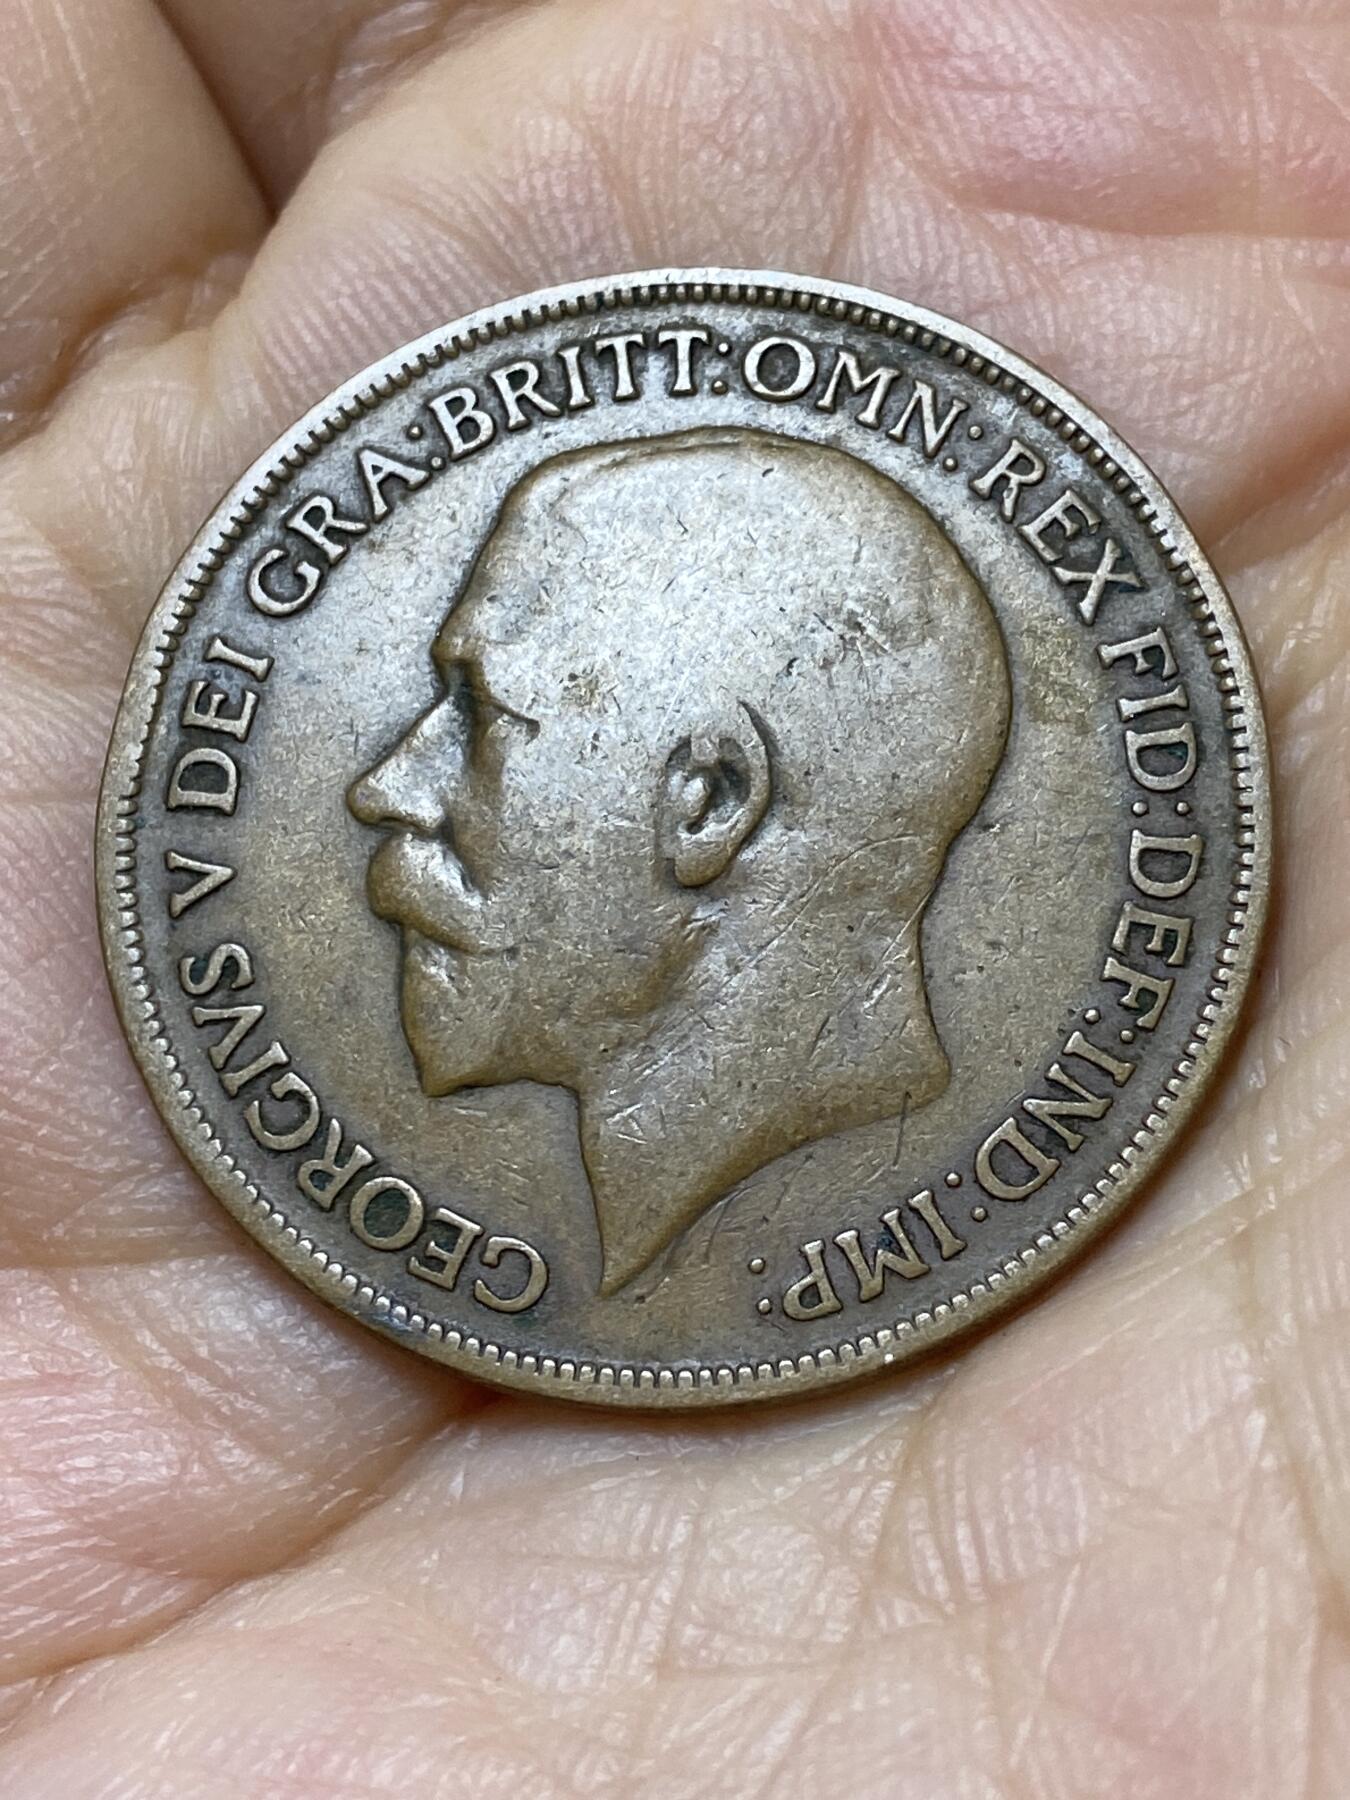 GEORGIVS V DEI GRA:BRITT:OMN:REX FID:DEF:IND:IMP: